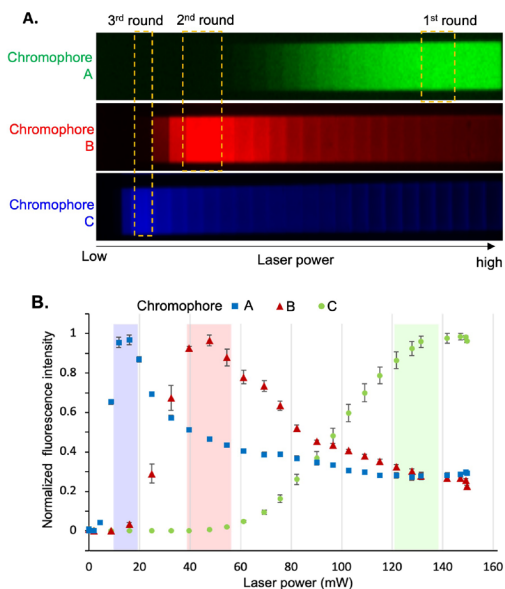 A.
3rd round 2nd round 1st round
Chromophore
A
Chromophore
B
Chromophore
C
Low Laser power high
B.
Chromophore A B C
Normalized fluorescence intensity
1
0.8
0.6
0.4
0.2
0
0 20 40 60 80 100 120 140 160
Laser power (mW)